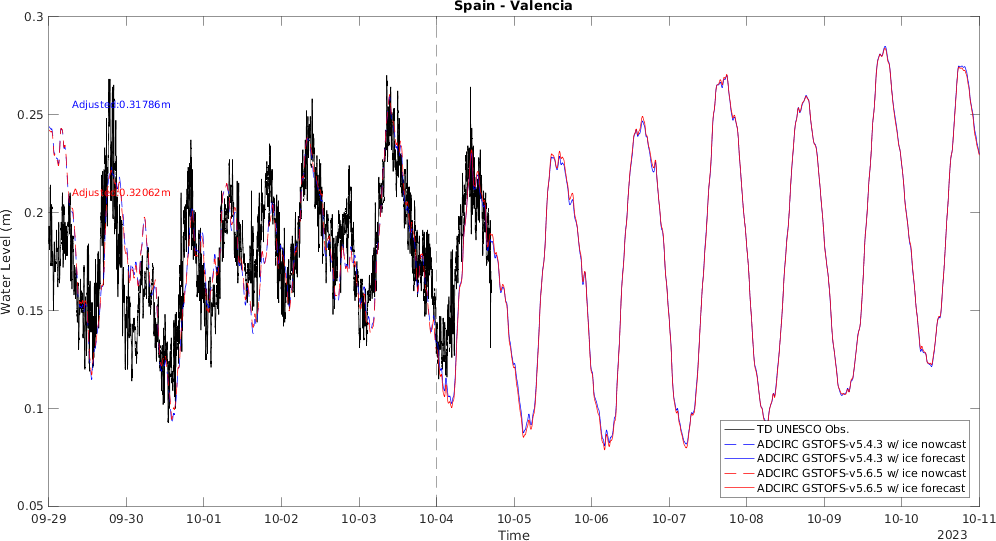 Spain - Valencia
0.3
0.25
0.2
0.15
0.1
0.05
Water Level (m)
Adjusted:0.31786m
Adjusted:0.32062m
TD UNESCO Obs.
ADCIRC GSTOFS-v5.4.3 w/ ice nowcast
ADCIRC GSTOFS-v5.4.3 w/ ice forecast
ADCIRC GSTOFS-v5.6.5 w/ ice nowcast
ADCIRC GSTOFS-v5.6.5 w/ ice forecast
09-29 09-30 10-01 10-02 10-03 10-04 10-05 10-06 10-07 10-08 10-09 10-10 10-11
Time
2023